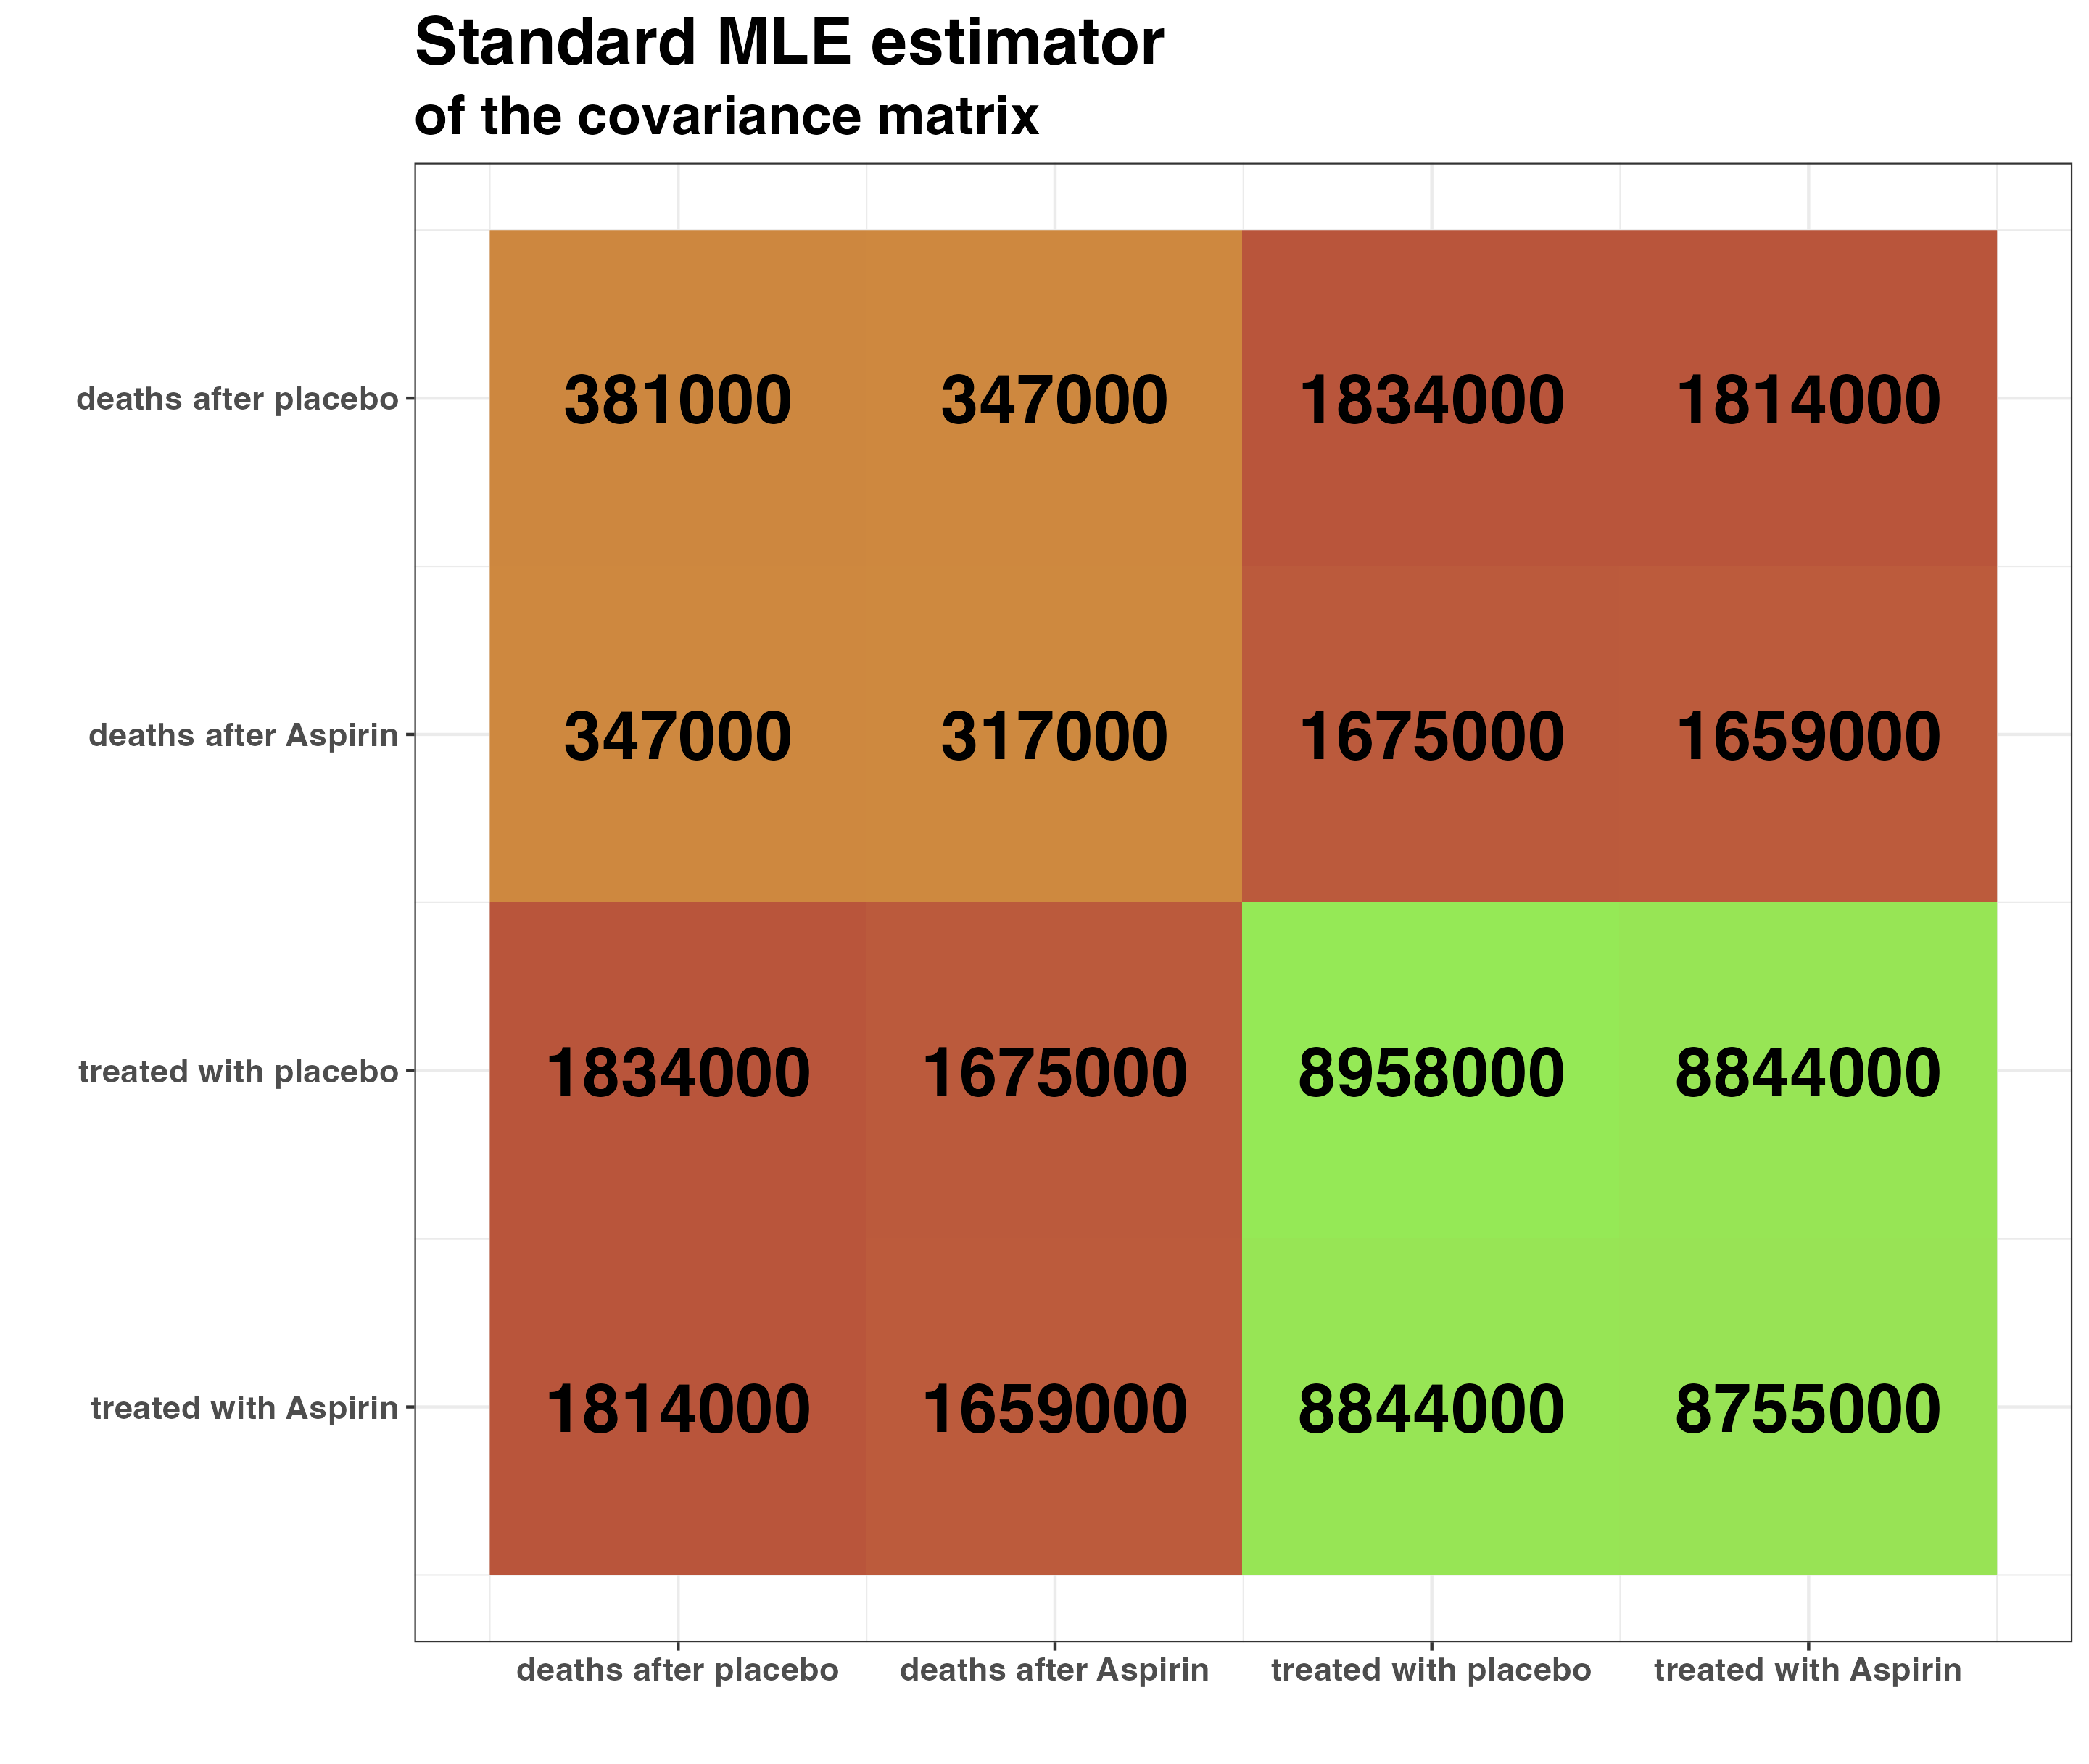 Standard MLE estimator
of the covariance matrix
deaths after placebo 381000 347000 1834000 1814000
deaths after Aspirin 347000 317000 1675000 1659000
treated with placebo 1834000 1675000 8958000 8844000
treated with Aspirin 1814000 1659000 8844000 8755000
deaths after placebo deaths after Aspirin treated with placebo treated with Aspirin